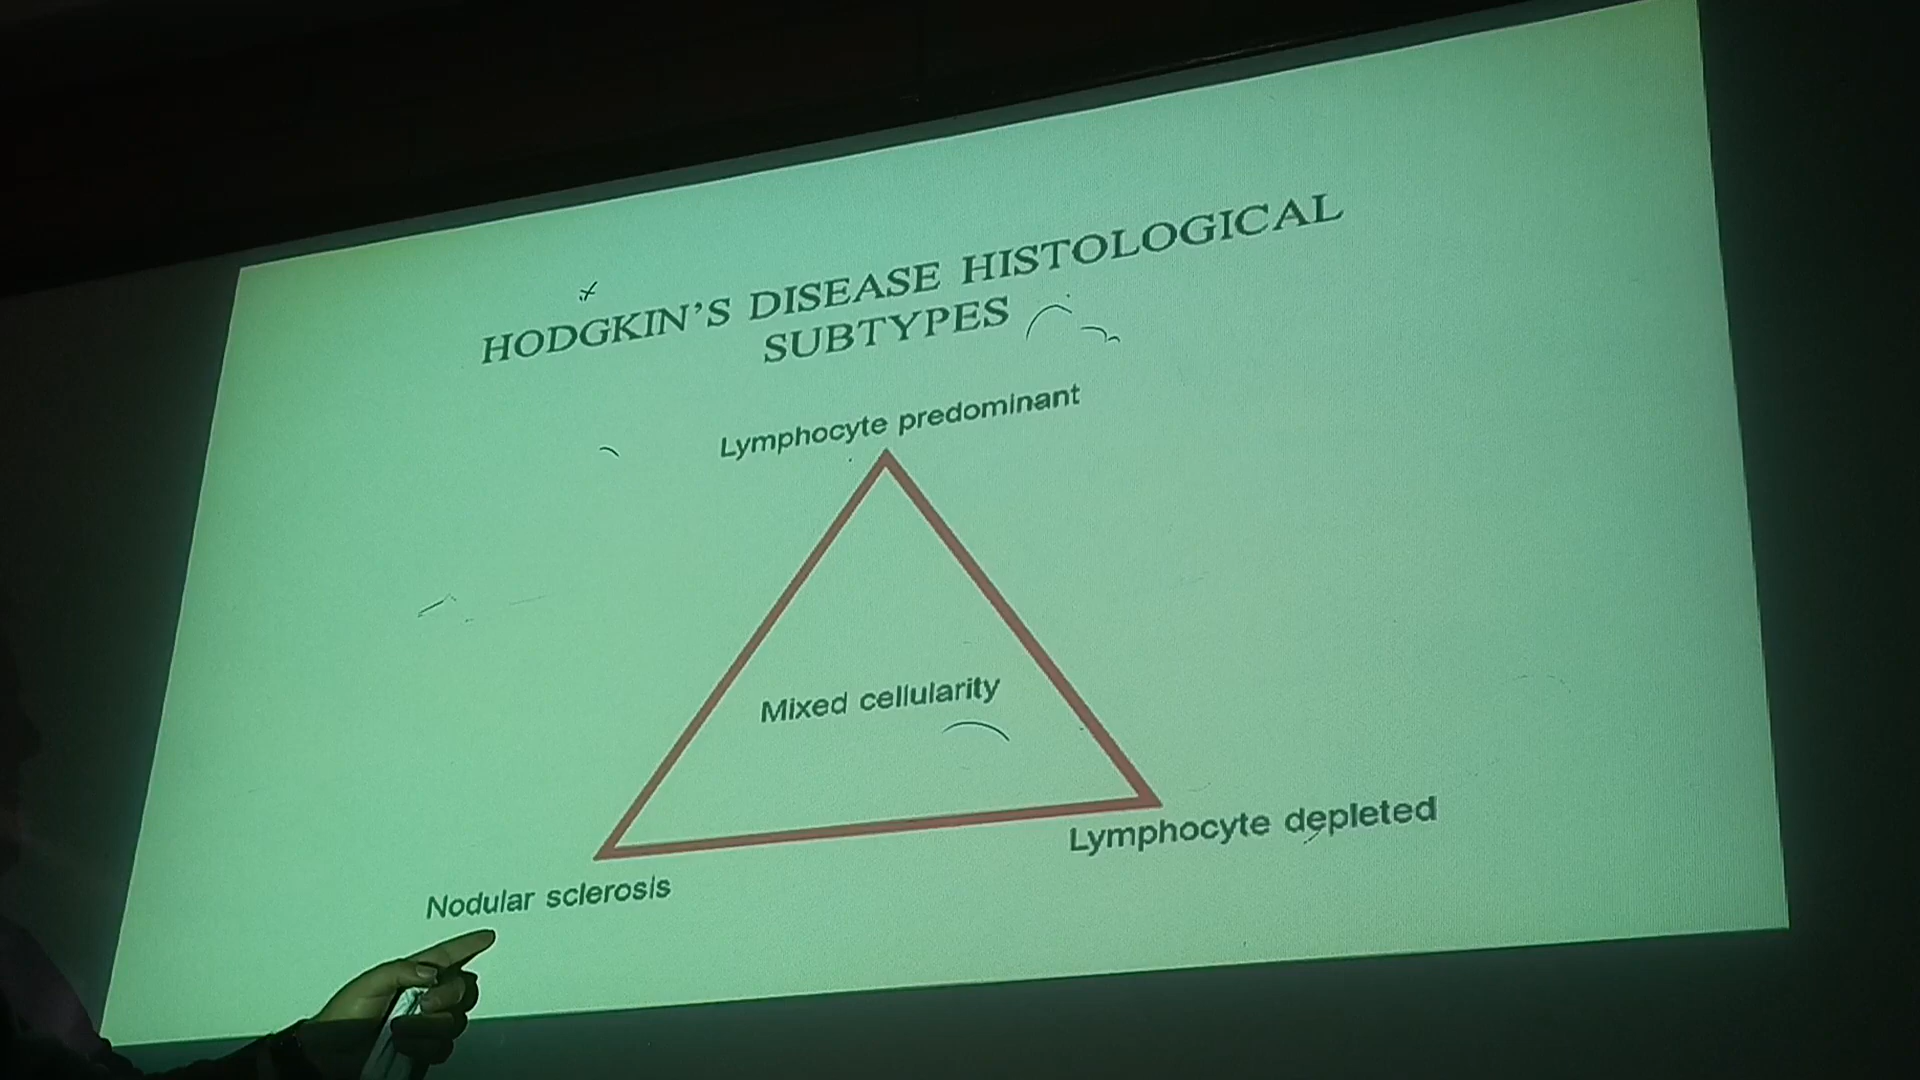 HODGKIN'S DISEASE HISTOLOGICAL
SUBTYPES
Lymphocyte predominant
Mixed cellularity
Lymphocyte depleted
Nodular sclerosis